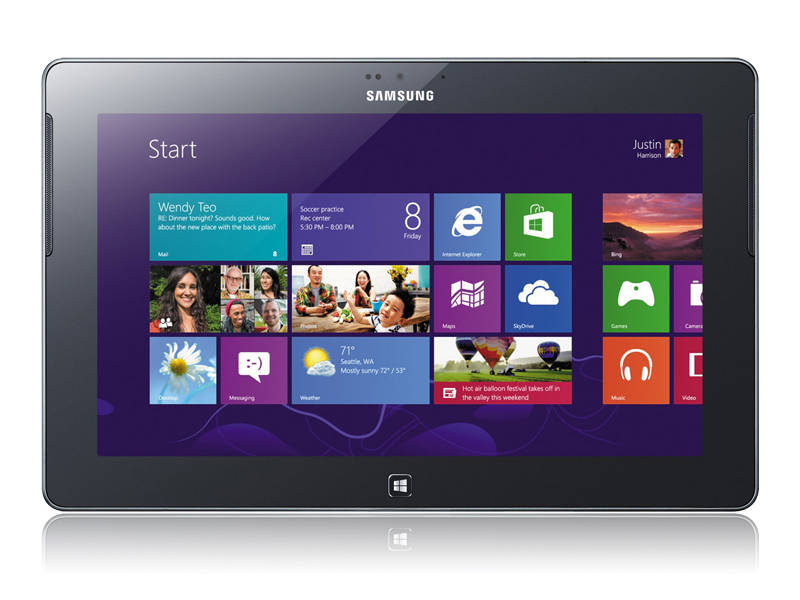 SAMSUNG
Start
Justin
Harrison
Wendy Teo
RE: Dinner tonight? Sounds good. How
about the new place with the back patio?
Mail
8
Soccer practice
Rec center
5:30 PM – 8:00 PM
8
Friday
Internet Explorer
Store
Bing
Photos
Maps
SkyDrive
Games
Camera
Desktop
Messaging
71°
Seattle, WA
Mostly sunny 72° / 53°
Weather
Hot air balloon festival takes off in
the valley this weekend
Music
Video